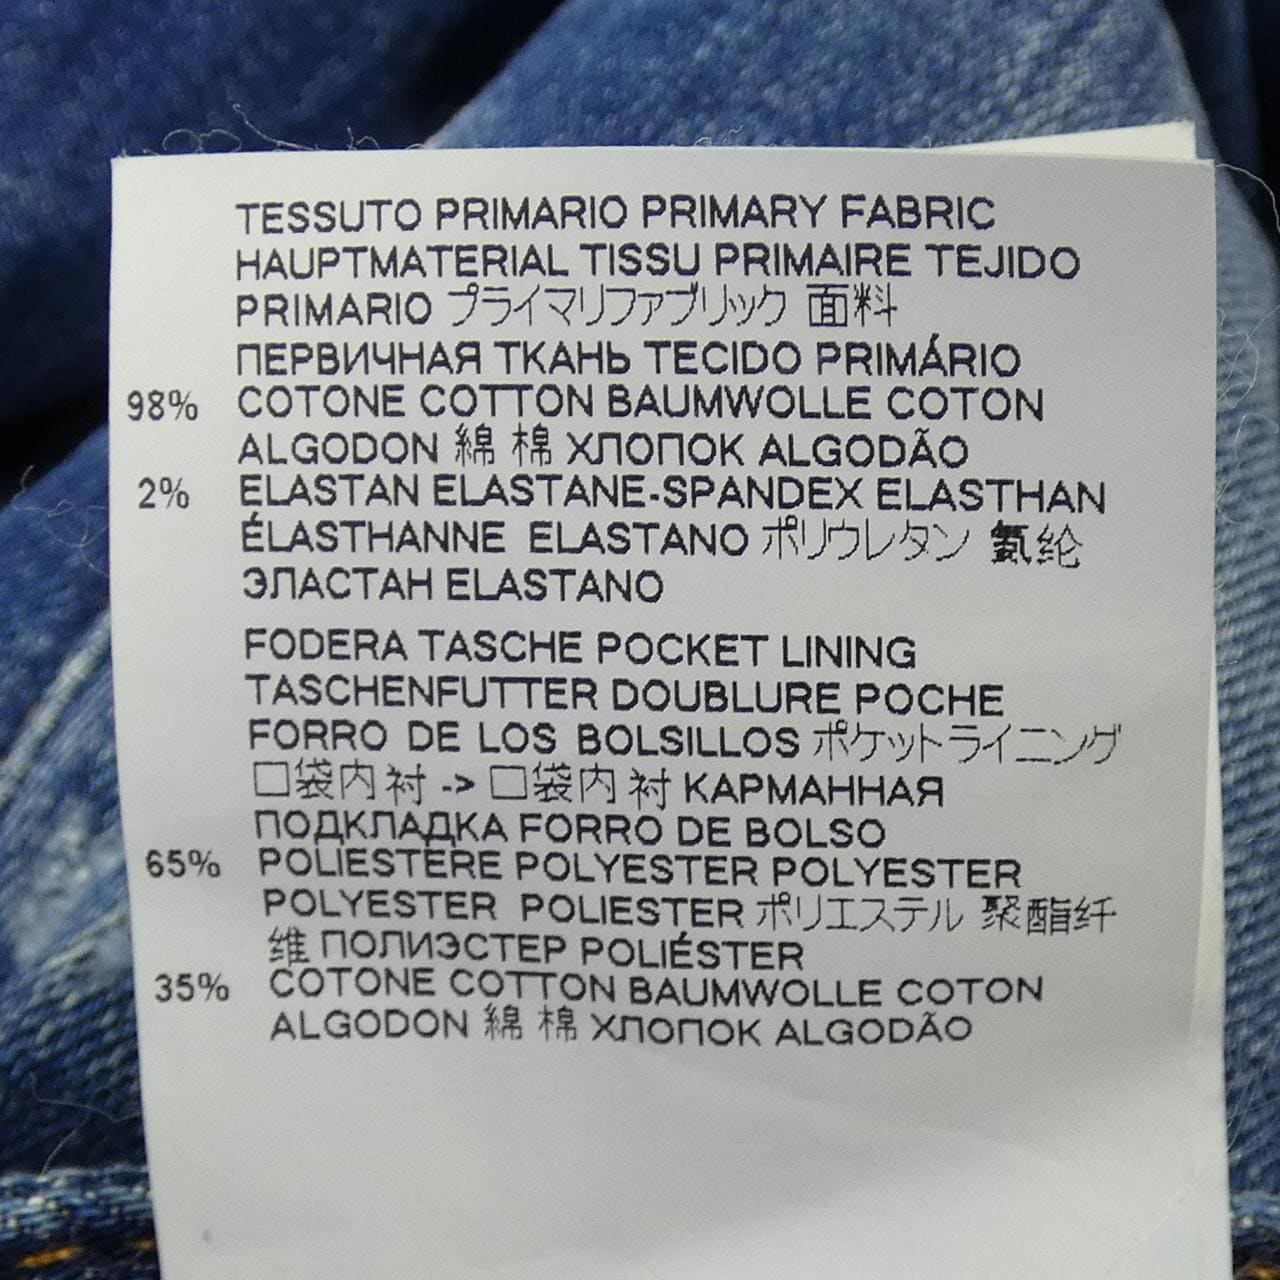 TESSUTO PRIMARIO PRIMARY FABRIC
HAUPTMATERIAL TISSU PRIMAIRE TEJIDO
PRIMARIO プライマリファブリック 面料
ПЕРВИЧНАЯ ТКАНЬ TECIDO PRIMÁRIO
98% COTONE COTTON BAUMWOLLE COTON
ALGODON 綿 棉 ХЛОПОК ALGODÃO
2% ELASTAN ELASTANE-SPANDEX ELASTHAN
ÉLASTHANNE ELASTANO ポリウレタン 氨纶
ЭЛАСТАН ELASTANO
FODERA TASCHE POCKET LINING
TASCHENFUTTER DOUBLURE POCHE
FORRO DE LOS BOLSILLOS ポケットライニング
口袋内衬 -> 口袋内衬 КАРМАННАЯ
ПОДКЛАДКА FORRO DE BOLSO
65% POLIESTERE POLYESTER POLYESTER
POLYESTER POLIESTER ポリエステル 聚酯纤
维 ПОЛИЭСТЕР POLIÉSTER
35% COTONE COTTON BAUMWOLLE COTON
ALGODON 綿 棉 ХЛОПОК ALGODÃO